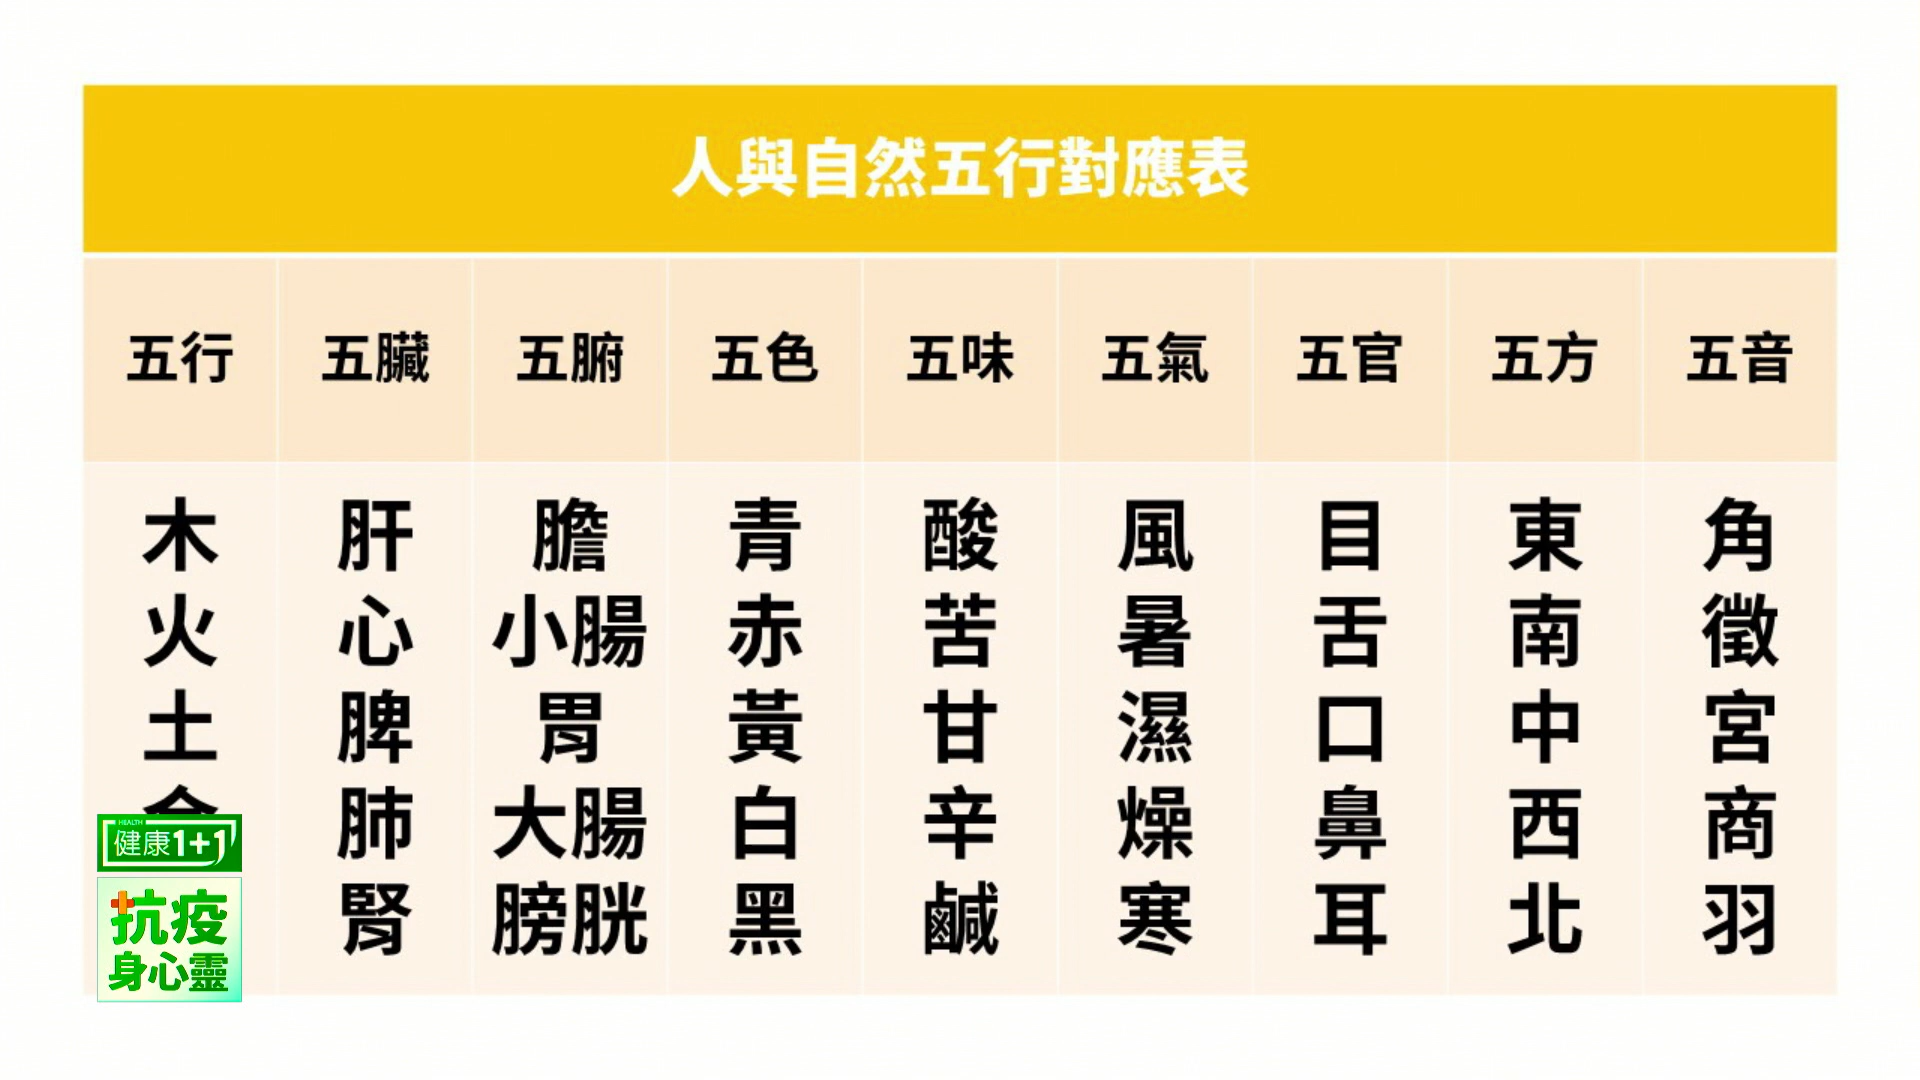 人與自然五行對應表
五行 五臟 五腑 五色 五味 五氣 五官 五方 五音
木 肝 膽 青 酸 風 目 東 角
火 心 小腸 赤 苦 暑 舌 南 徵
土 脾 胃 黃 甘 濕 口 中 宮
肺 大腸 白 辛 燥 鼻 西 商
腎 膀胱 黑 鹹 寒 耳 北 羽
HEALTH
健康1+1
抗疫
身心靈